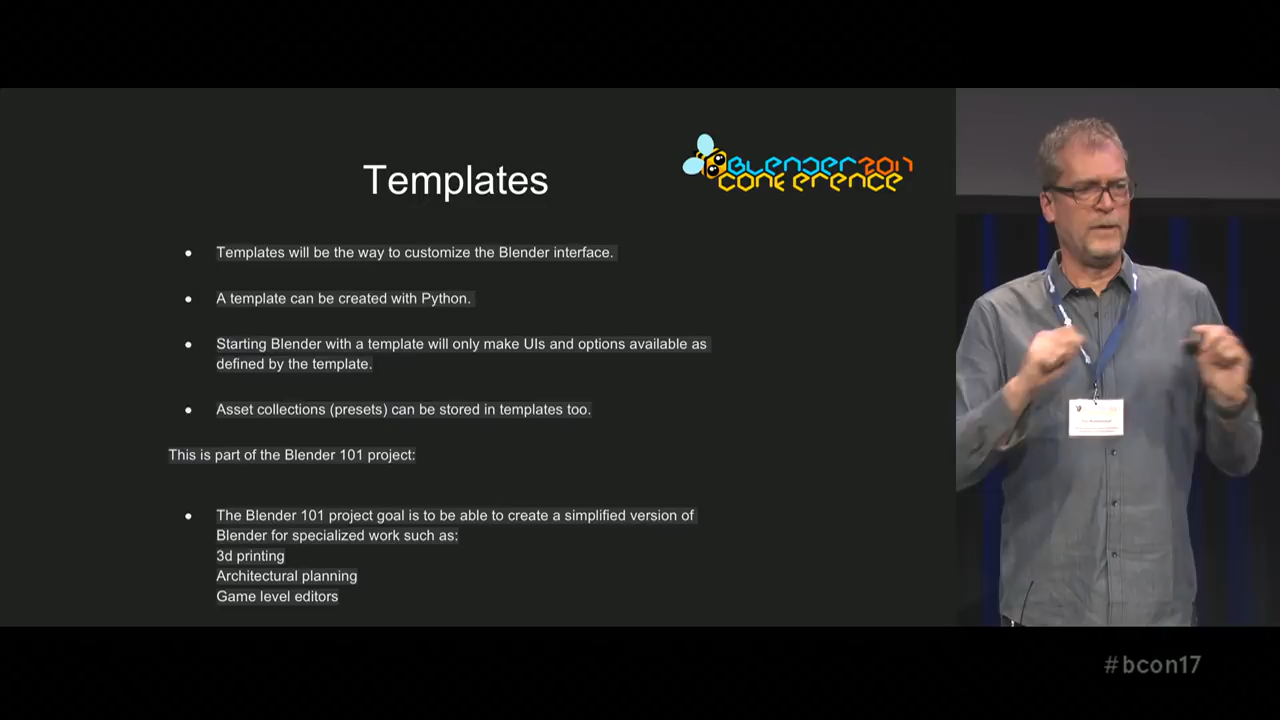 Templates
BLENDER 2017
CONFERENCE
Templates will be the way to customize the Blender interface.
A template can be created with Python.
Starting Blender with a template will only make UIs and options available as
defined by the template.
Asset collections (presets) can be stored in templates too.
This is part of the Blender 101 project:
The Blender 101 project goal is to be able to create a simplified version of
Blender for specialized work such as:
3d printing
Architectural planning
Game level editors
#bcon17